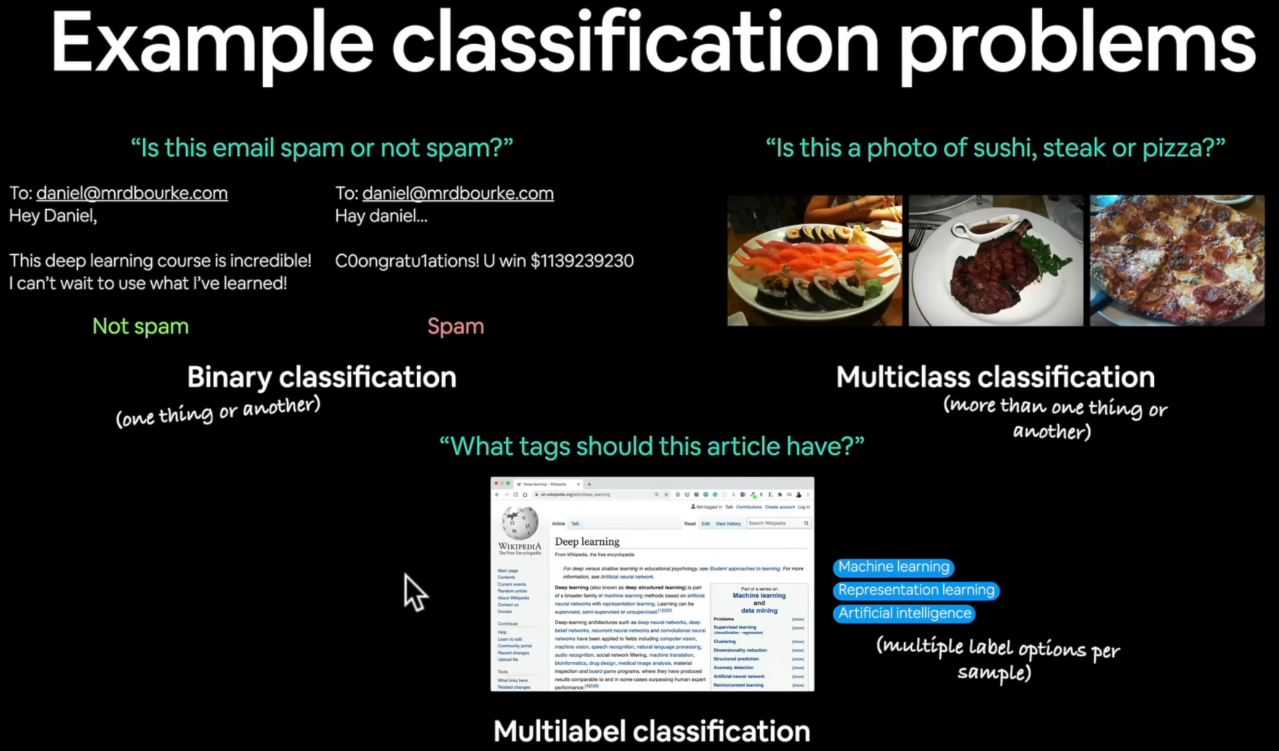 Example classification problems
“Is this email spam or not spam?”
To: daniel@mrdbourke.com
Hey Daniel,
This deep learning course is incredible!
I can’t wait to use what I’ve learned!
Not spam
To: daniel@mrdbourke.com
Hay daniel...
C0ongratu1ations! U win $1139239230
Spam
Binary classification
(one thing or another)
“Is this a photo of sushi, steak or pizza?”
Multiclass classification
(more than one thing or
another)
“What tags should this article have?”
Deep learning - Wikipedia
en.wikipedia.org/wiki/Deep_learning
Not logged in Talk Contributions Create account Log in
Article Talk
Read Edit View history Search Wikipedia
WIKIPEDIA
The Free Encyclopedia
Main page
Contents
Current events
Random article
About Wikipedia
Contact us
Donate
Contribute
Help
Learn to edit
Community portal
Recent changes
Upload file
Tools
What links here
Related changes
Deep learning
From Wikipedia, the free encyclopedia
For deep versus shallow learning in educational psychology, see Student approaches to learning. For more
information, see Artificial neural network.
Deep learning (also known as deep structured learning) is part
of a broader family of machine learning methods based on artificial
neural networks with representation learning. Learning can be
supervised, semi-supervised or unsupervised.
Deep-learning architectures such as deep neural networks, deep
belief networks, recurrent neural networks and convolutional neural
networks have been applied to fields including computer vision,
machine vision, speech recognition, natural language processing,
audio recognition, social network filtering, machine translation,
bioinformatics, drug design, medical image analysis, material
inspection and board game programs, where they have produced
results comparable to and in some cases surpassing human expert
performance.
Part of a series on
Machine learning
and
data mining
Problems [show]
Supervised learning [show]
(classification • regression)
Clustering [show]
Dimensionality reduction [show]
Structured prediction [show]
Anomaly detection [show]
Artificial neural network [show]
Reinforcement learning [show]
Machine learning
Representation learning
Artificial intelligence
(multiple label options per
sample)
Multilabel classification